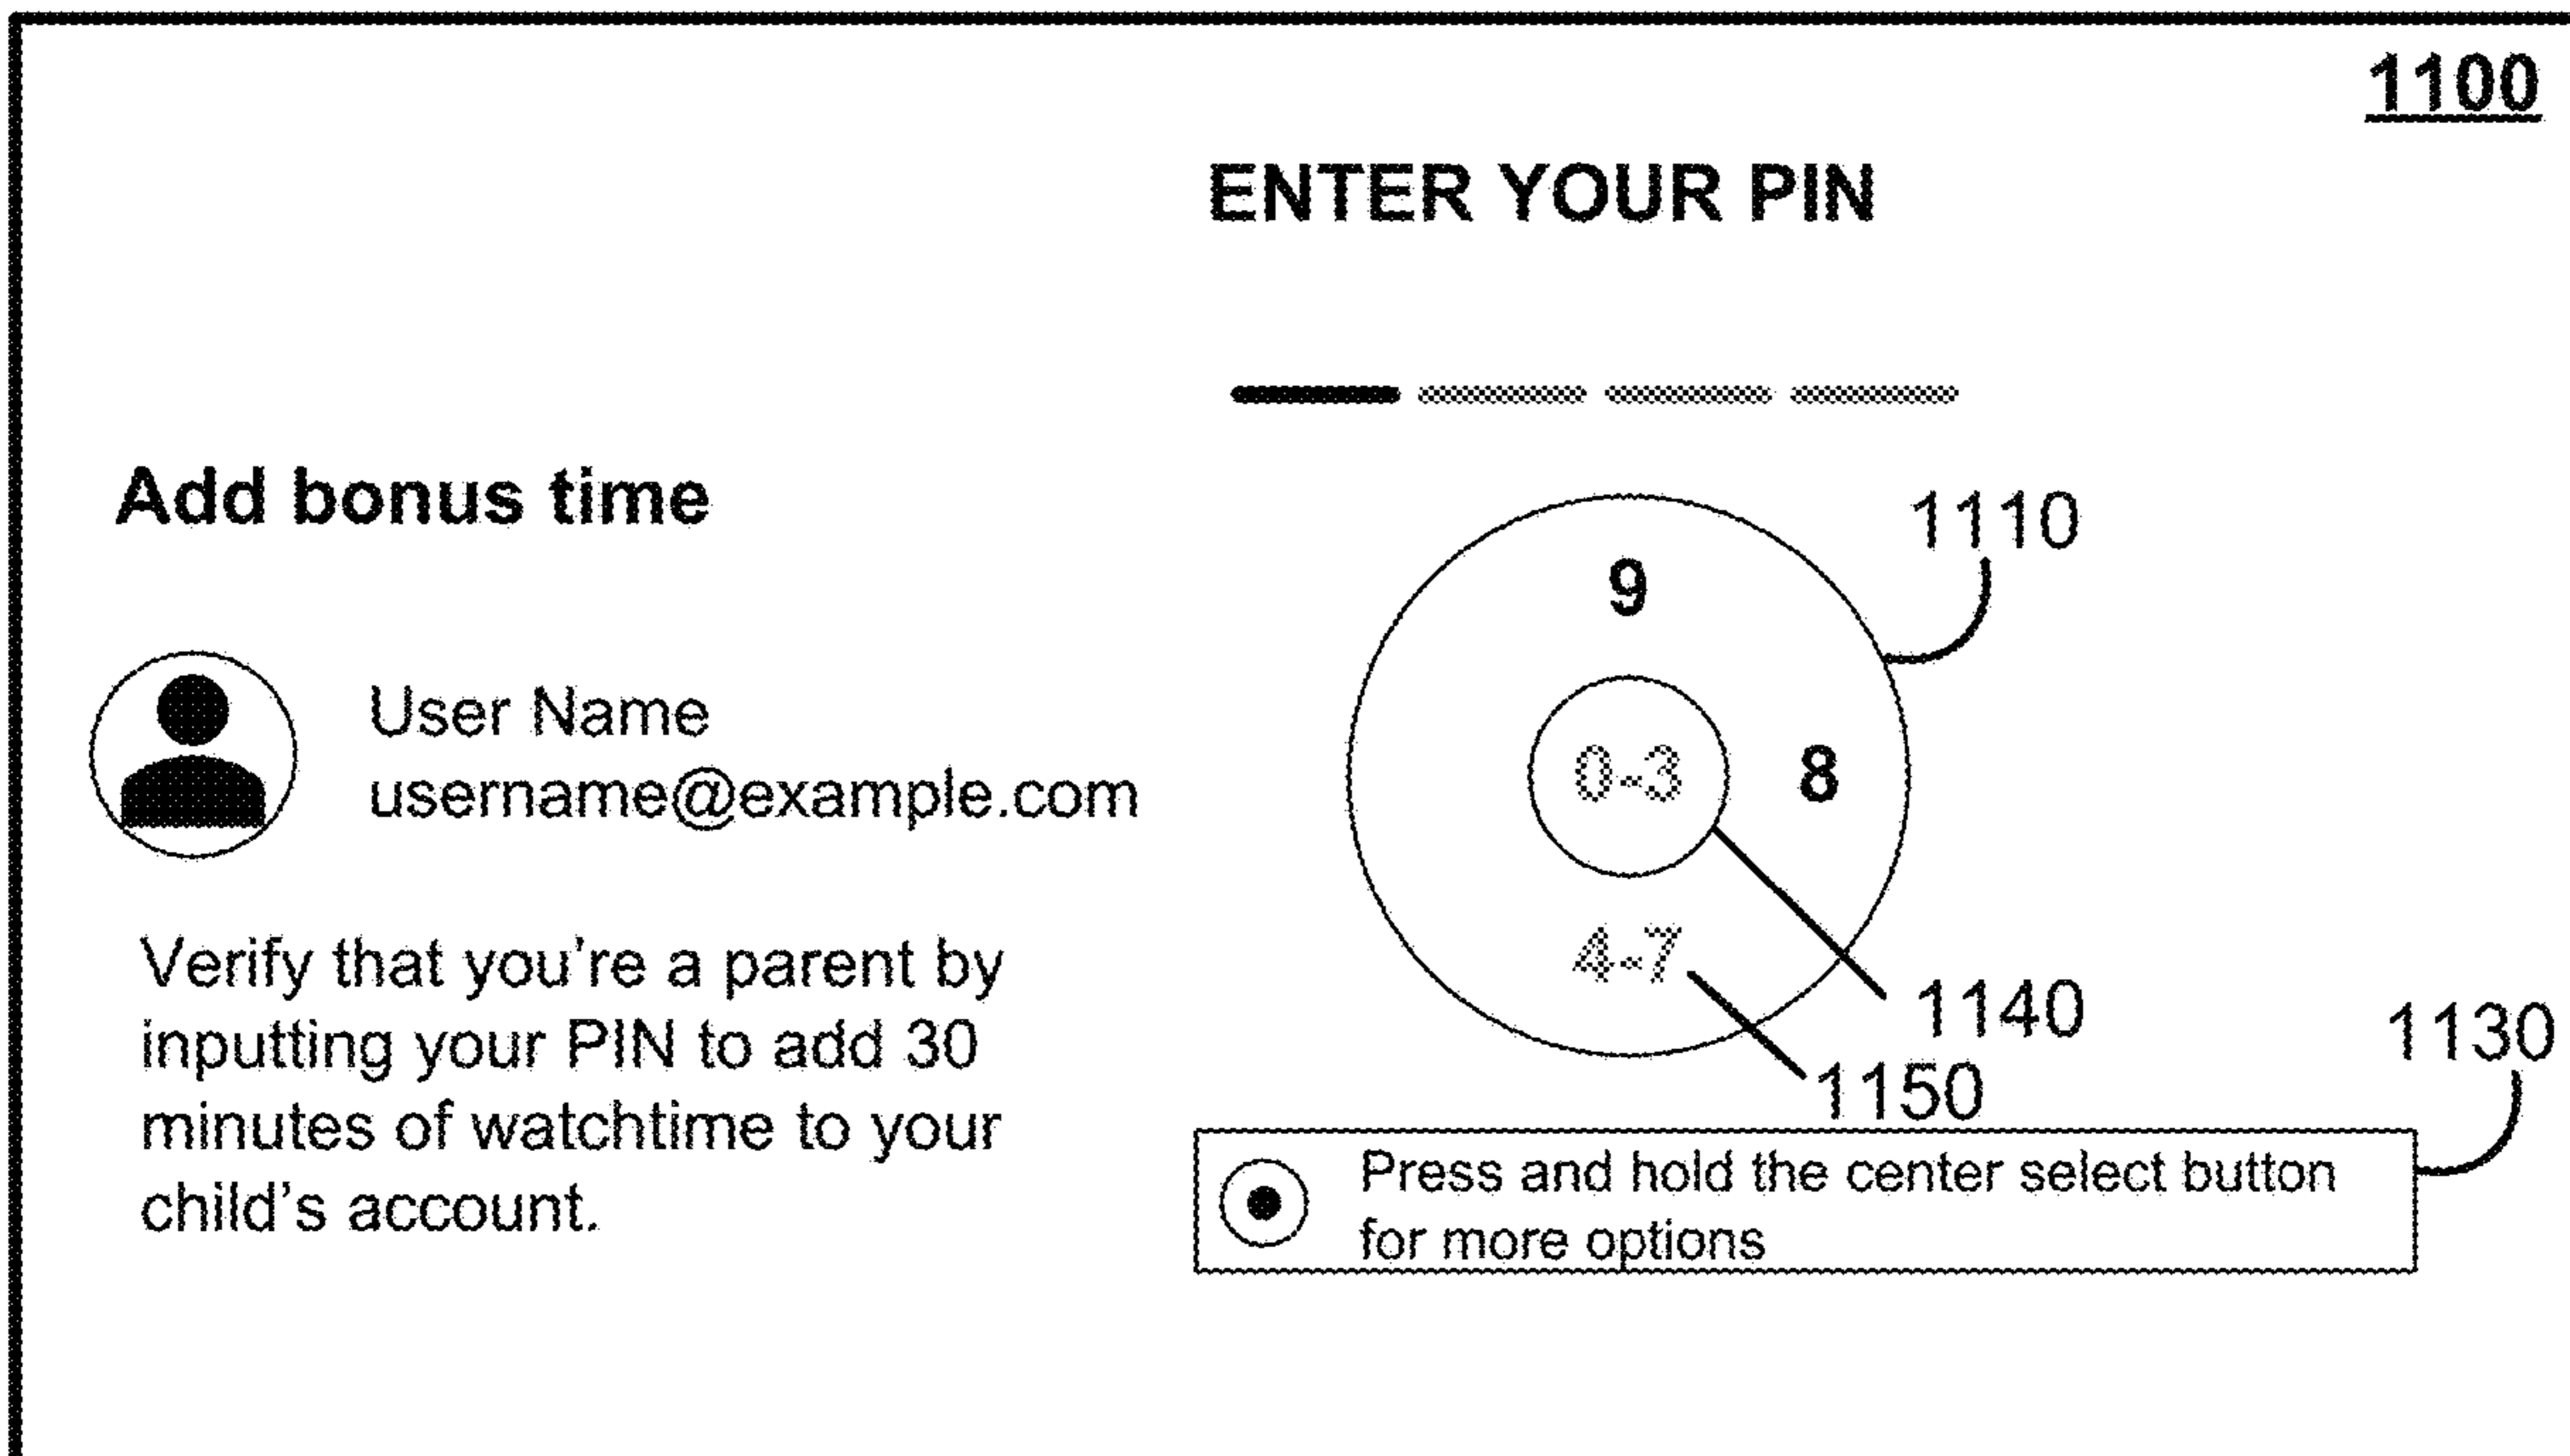 1100
ENTER YOUR PIN
Add bonus time
User Name
username@example.com
Verify that you're a parent by
inputting your PIN to add 30
minutes of watchtime to your
child's account.
9
1110
0-3
8
4-7
1140
1150
1130
Press and hold the center select button
for more options